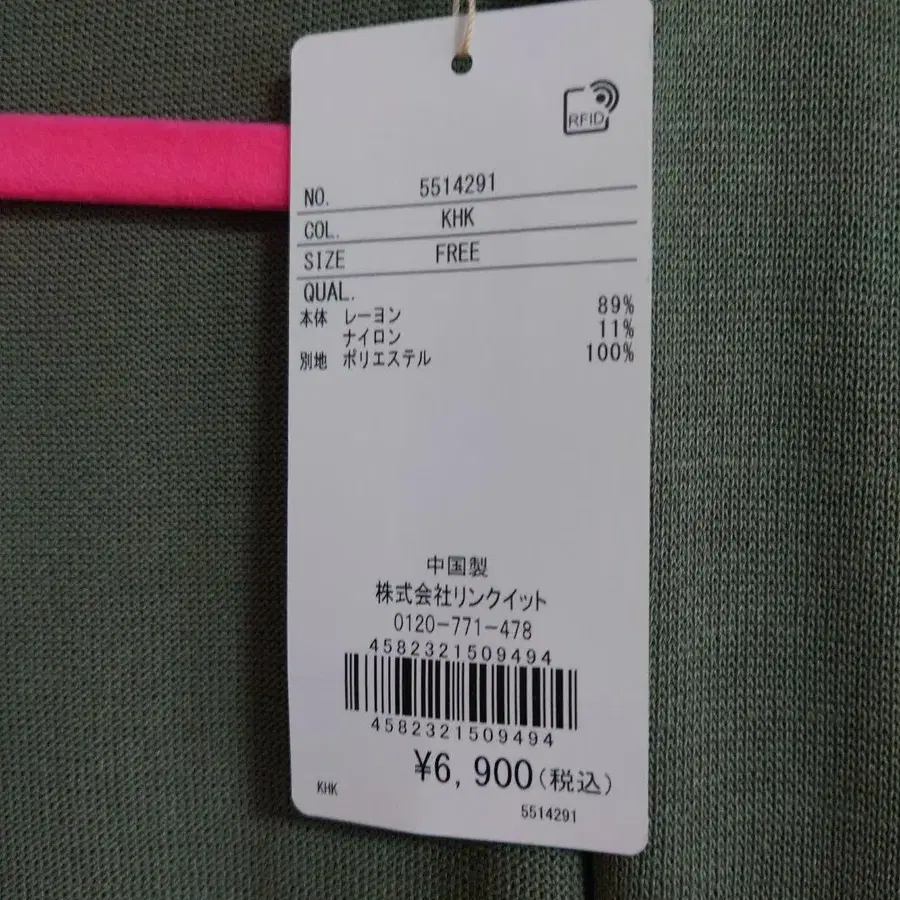 RFID
NO. 5514291
COL. KHK
SIZE FREE
QUAL.
本体 レーヨン 89%
ナイロン 11%
別地 ポリエステル 100%
中国製
株式会社リンクイット
0120-771-478
4582321509494
4582321509494
¥6,900(税込)
KHK 5514291